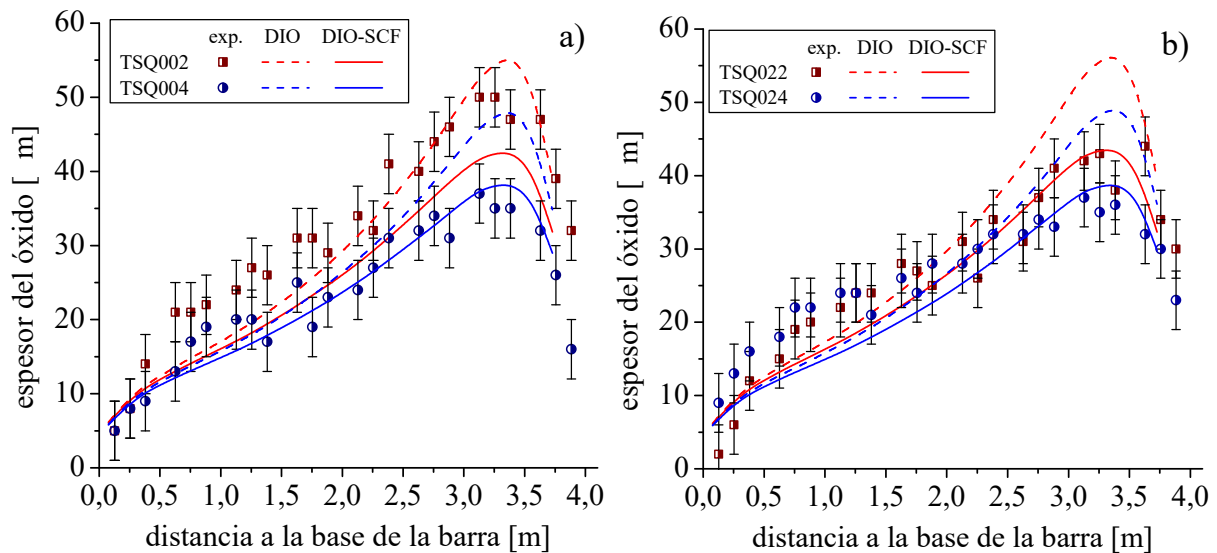 a)
exp. DIO DIO-SCF
TSQ002
TSQ004
espesor del óxido [ m]
60
50
40
30
20
10
0
0,0 0,5 1,0 1,5 2,0 2,5 3,0 3,5 4,0
distancia a la base de la barra [m]
b)
exp. DIO DIO-SCF
TSQ022
TSQ024
espesor del óxido [ m]
60
50
40
30
20
10
0
0,0 0,5 1,0 1,5 2,0 2,5 3,0 3,5 4,0
distancia a la base de la barra [m]